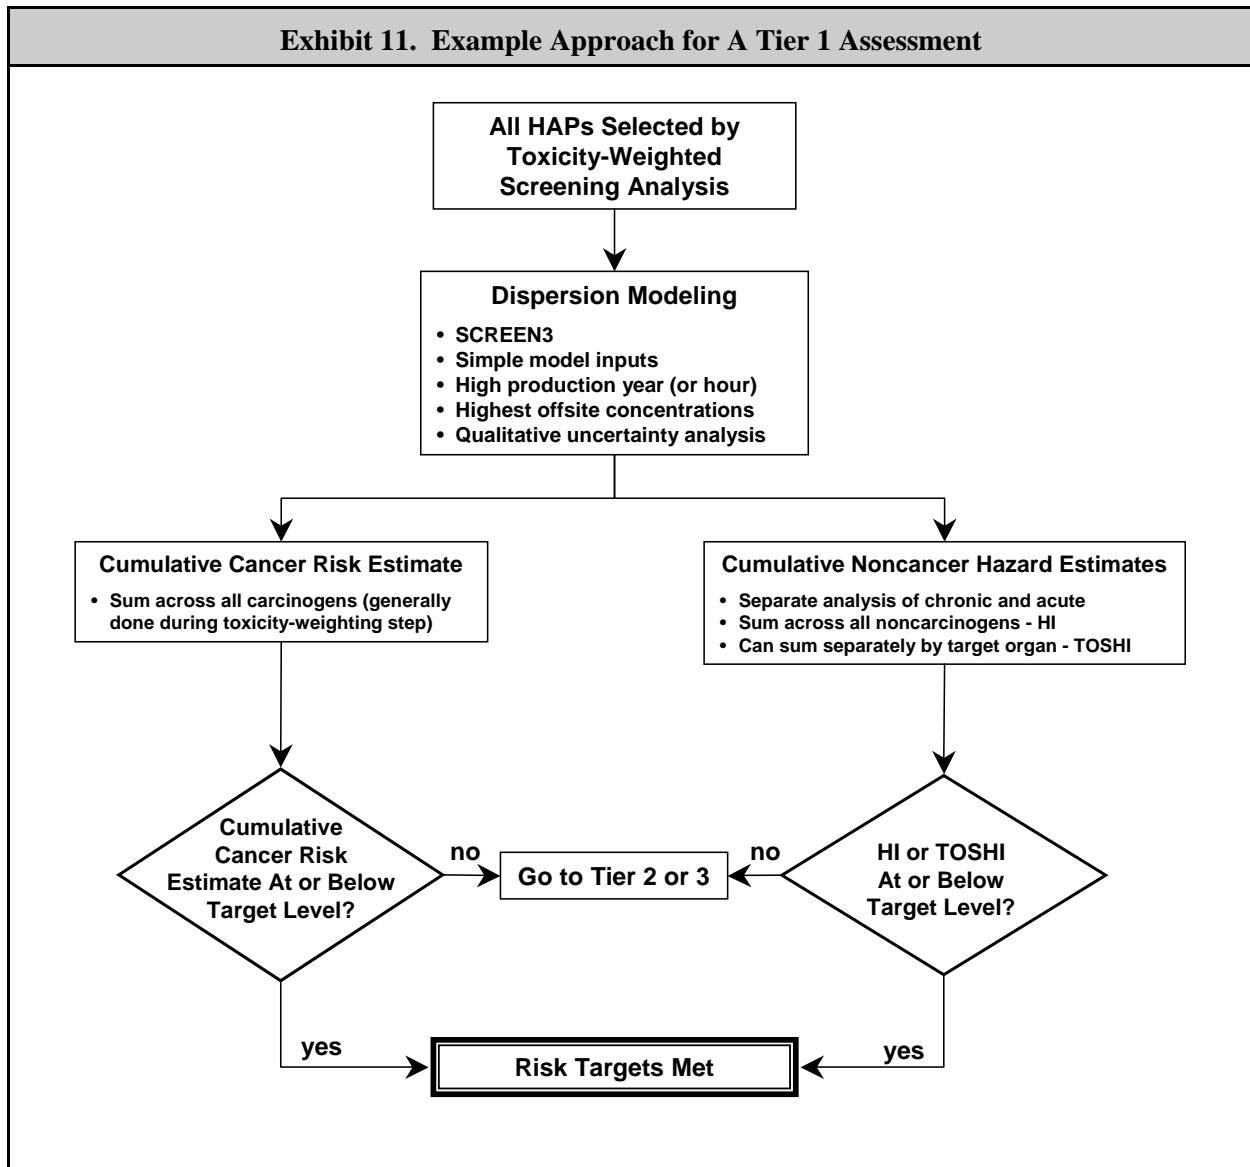 Exhibit 11.  Example Approach for A Tier 1 Assessment
All HAPs Selected by
Toxicity-Weighted
Screening Analysis
Dispersion Modeling
• SCREEN3
• Simple model inputs
• High production year (or hour)
• Highest offsite concentrations
• Qualitative uncertainty analysis
Cumulative Cancer Risk Estimate
• Sum across all carcinogens (generally
done during toxicity-weighting step)
Cumulative Noncancer Hazard Estimates
• Separate analysis of chronic and acute
• Sum across all noncarcinogens - HI
• Can sum separately by target organ - TOSHI
Cumulative
Cancer Risk
Estimate At or Below
Target Level?
no
Go to Tier 2 or 3
no
HI or TOSHI
At or Below
Target Level?
yes
Risk Targets Met
yes